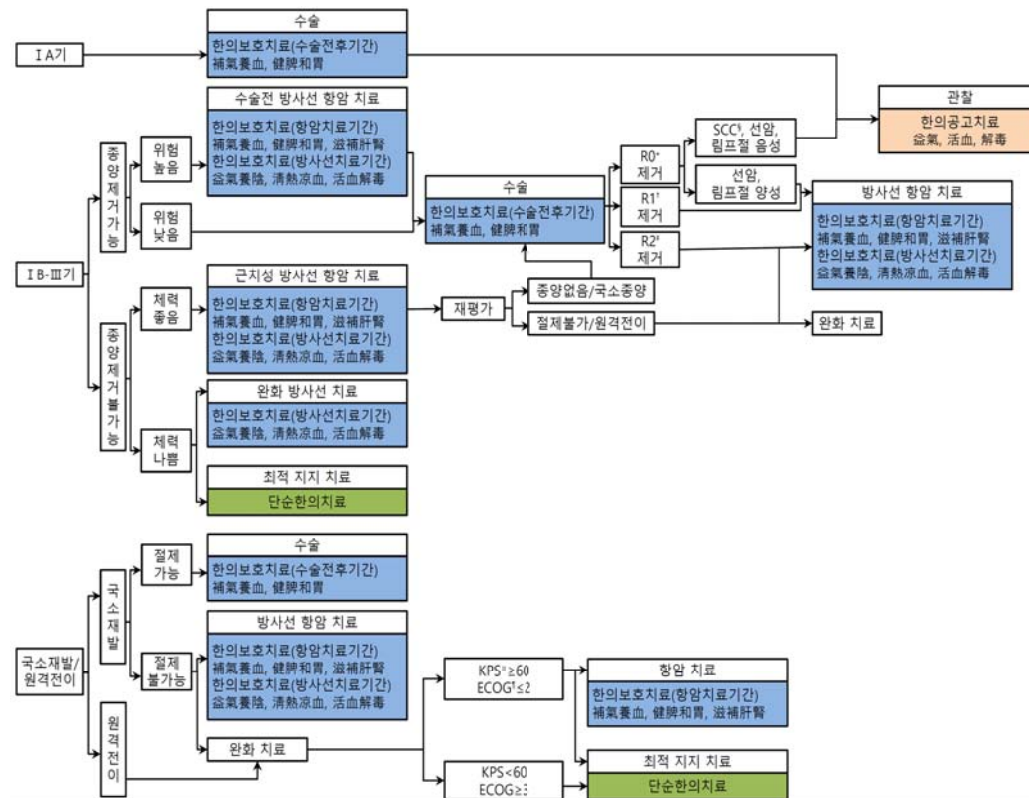 수술
한의보호치료(수술전후기간)
補氣養血, 健脾和胃
ⅠA기
수술전 방사선 항암 치료
한의보호치료(항암치료기간)
補氣養血, 健脾和胃, 滋補肝腎
한의보호치료(방사선치료기간)
益氣養陰, 淸熱凉血, 活血解毒
관찰
한의공고치료
益氣, 活血, 解毒
종양제거가능
위험
높음
위험
낮음
수술
한의보호치료(수술전후기간)
補氣養血, 健脾和胃
R0*
제거
R1†
제거
R2‡
제거
SCC§, 선암,
림프절 음성
선암,
림프절 양성
방사선 항암 치료
한의보호치료(항암치료기간)
補氣養血, 健脾和胃, 滋補肝腎
한의보호치료(방사선치료기간)
益氣養陰, 淸熱凉血, 活血解毒
ⅠB-Ⅲ기
종양제거불가능
체력
좋음
근치성 방사선 항암 치료
한의보호치료(항암치료기간)
補氣養血, 健脾和胃, 滋補肝腎
한의보호치료(방사선치료기간)
益氣養陰, 淸熱凉血, 活血解毒
재평가
종양없음/국소종양
절제불가/원격전이
완화 치료
체력
나쁨
완화 방사선 치료
한의보호치료(방사선치료기간)
益氣養陰, 淸熱凉血, 活血解毒
최적 지지 치료
단순한의치료
국소재발/
원격전이
국소재발
절제
가능
수술
한의보호치료(수술전후기간)
補氣養血, 健脾和胃
절제
불가능
방사선 항암 치료
한의보호치료(항암치료기간)
補氣養血, 健脾和胃, 滋補肝腎
한의보호치료(방사선치료기간)
益氣養陰, 淸熱凉血, 活血解毒
원격전이
완화 치료
KPS≥60
ECOG¶≤2
항암 치료
한의보호치료(항암치료기간)
補氣養血, 健脾和胃, 滋補肝腎
KPS<60
ECOG≥3
최적 지지 치료
단순한의치료